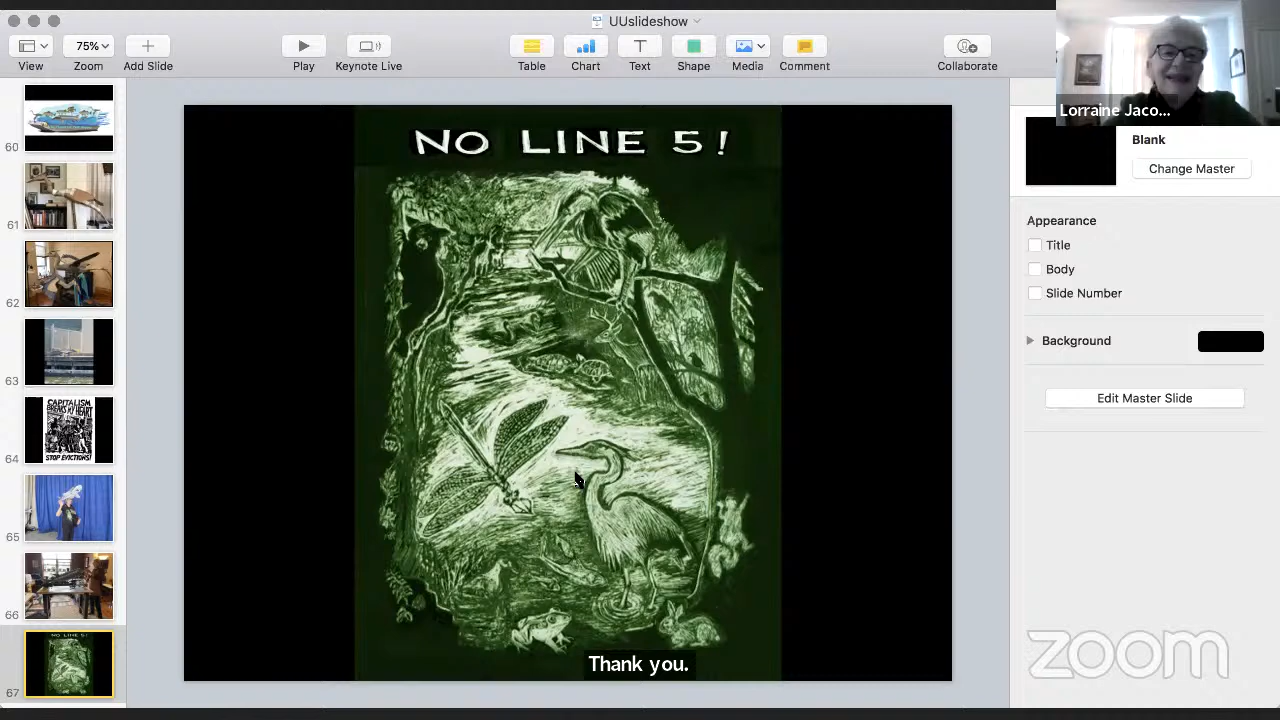 UUslideshow
75%
View
Zoom
Add Slide
Play
Keynote Live
Table
Chart
Text
Shape
Media
Comment
Collaborate
Lorraine Jaco...
60
61
62
63
64
65
66
67
CAPITALISM
BREAKS MY HEART
STOP EVICTIONS!
NO LINE 5!
NO LINE 5!
Thank you.
Blank
Change Master
Appearance
Title
Body
Slide Number
Background
Edit Master Slide
zoom